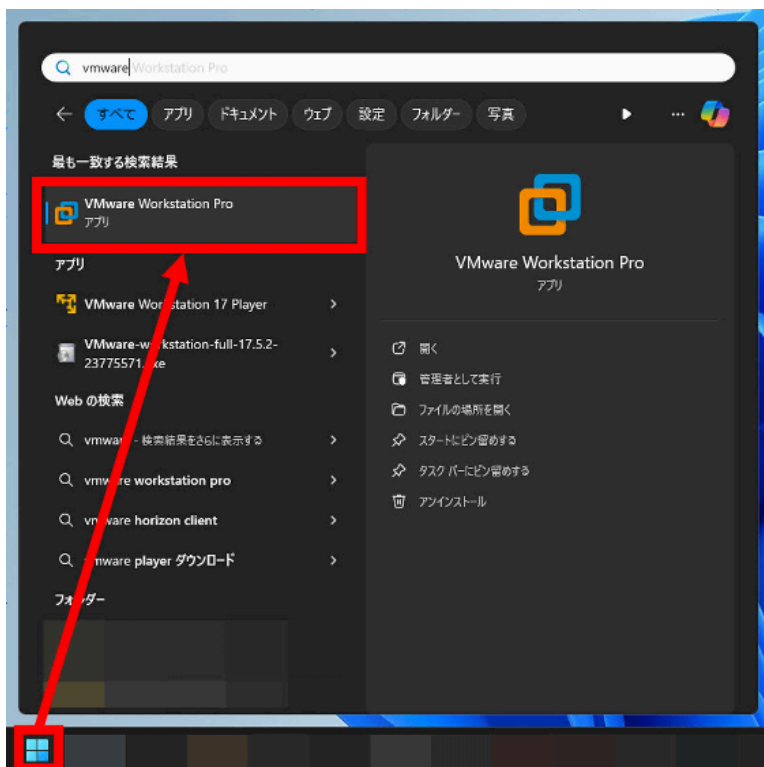 vmware Workstation Pro
すべて アプリ ドキュメント ウェブ 設定 フォルダー 写真
最も一致する検索結果
VMware Workstation Pro
アプリ
アプリ
VMware Workstation 17 Player
VMware-workstation-full-17.5.2-
23775571.exe
Web の検索
vmware - 検索結果をさらに表示する
vmware workstation pro
vmware horizon client
vmware player ダウンロード
フォルダー
VMware Workstation Pro
アプリ
開く
管理者として実行
ファイルの場所を開く
スタートにピン留めする
タスク バーにピン留めする
アンインストール